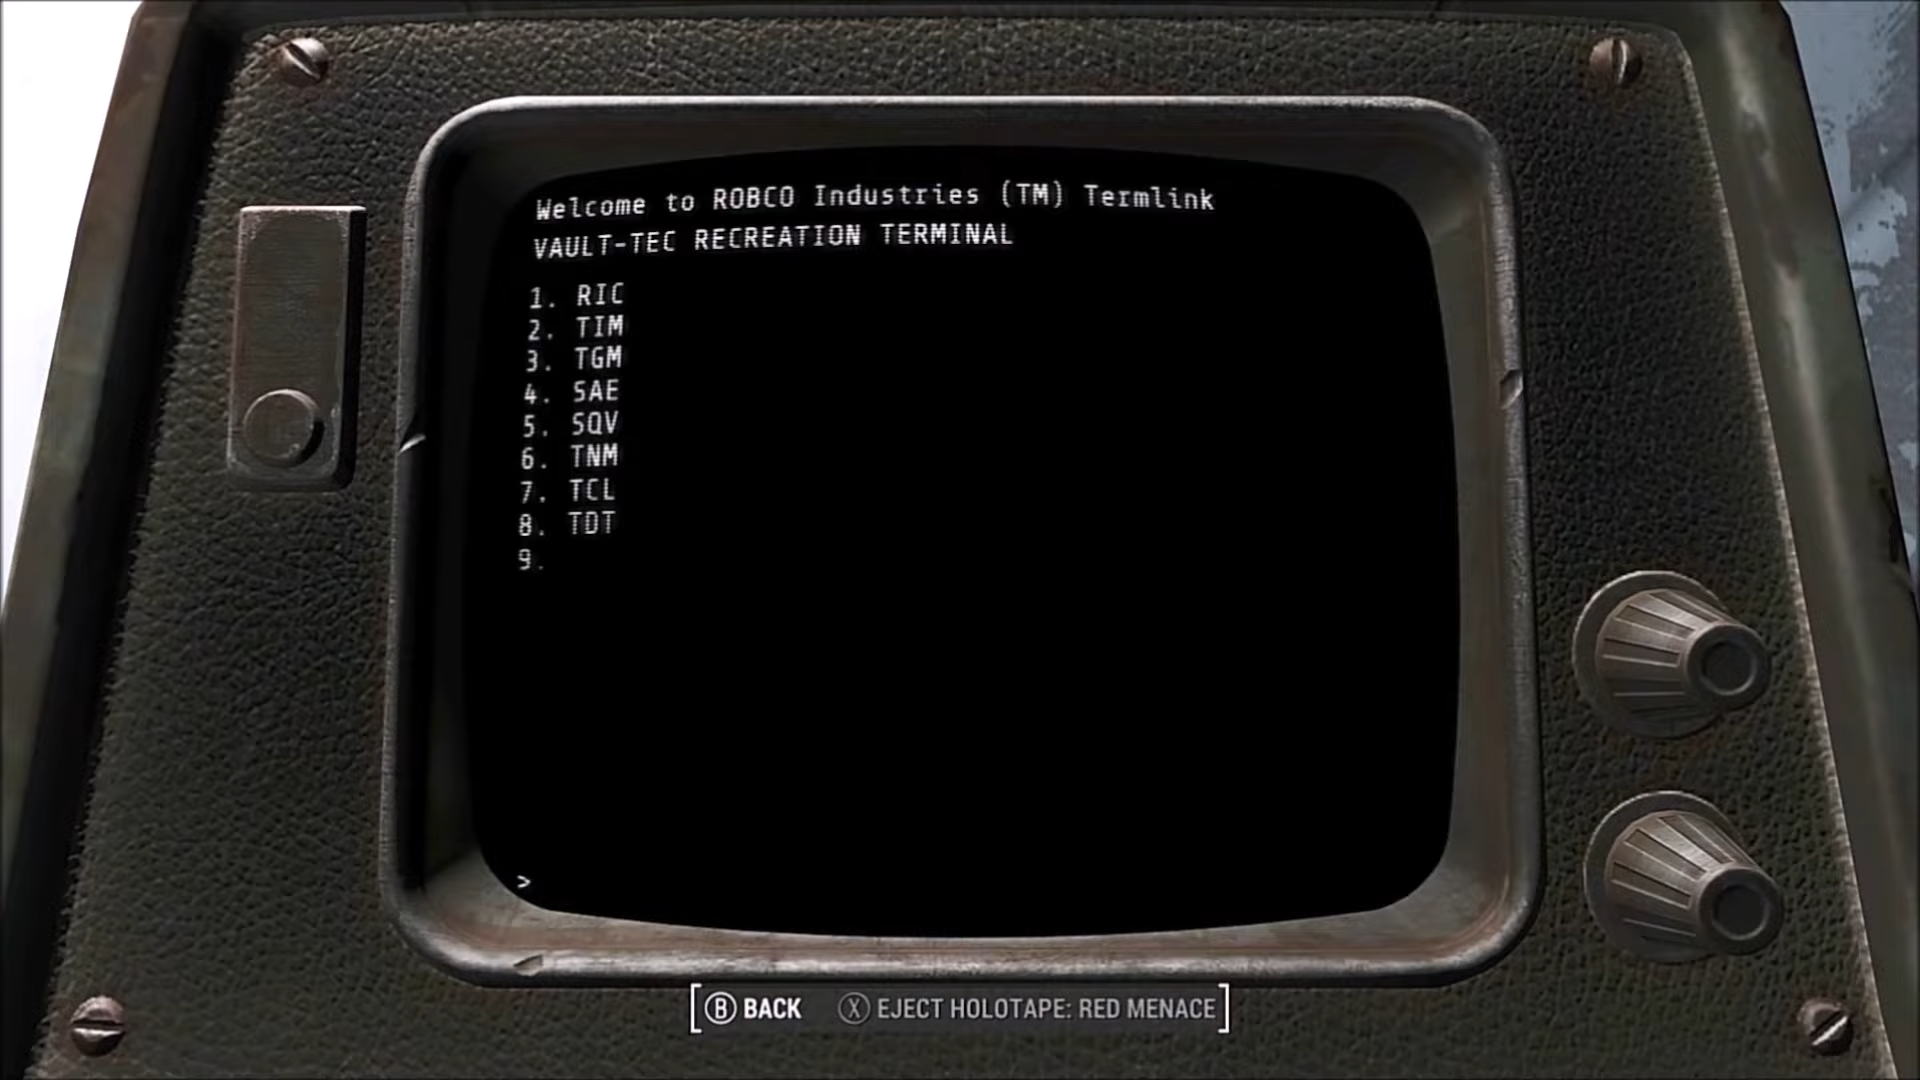 Welcome to ROBCO Industries (TM) Termlink
VAULT-TEC RECREATION TERMINAL
1. RIC
2. TIM
3. TGM
4. SAE
5. SQV
6. TNM
7. TCL
8. TDT
9.
>
[Ⓑ BACK Ⓧ EJECT HOLOTAPE: RED MENACE]